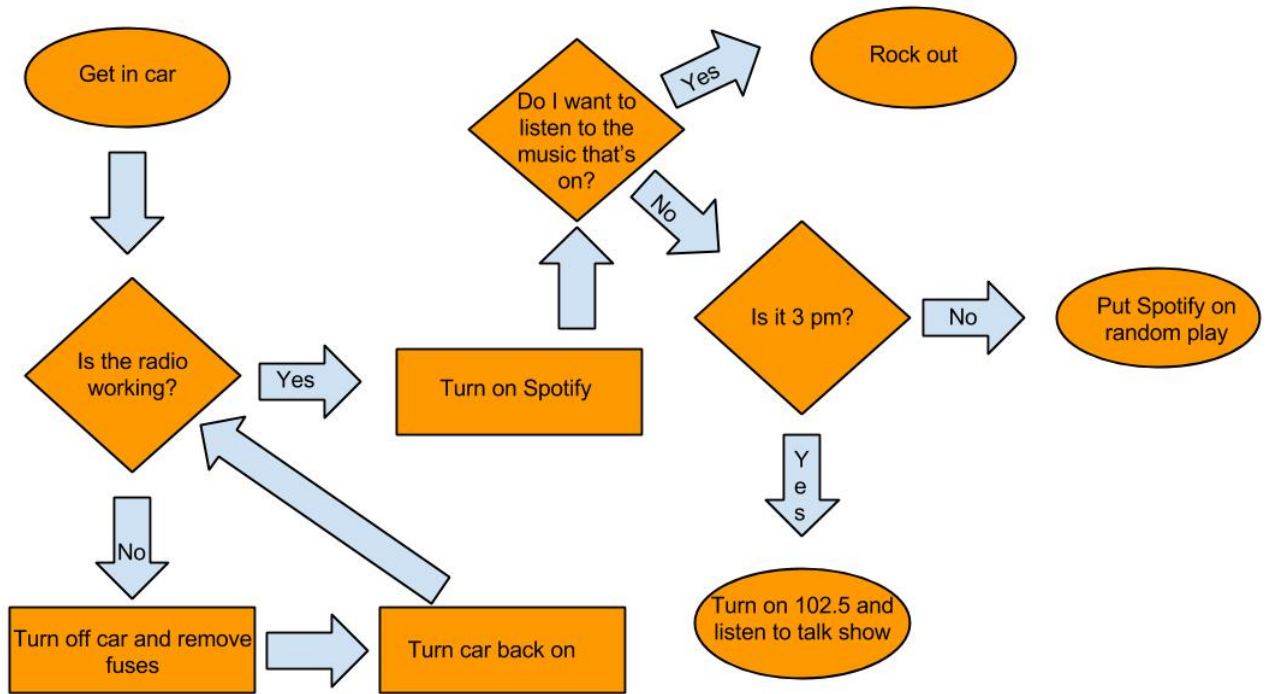 Get in car
Is the radio
working?
Yes
No
Turn off car and remove
fuses
Turn car back on
Turn on Spotify
Do I want to
listen to the
music that's
on?
Yes
Rock out
No
Is it 3 pm?
No
Put Spotify on
random play
Yes
Turn on 102.5 and
listen to talk show